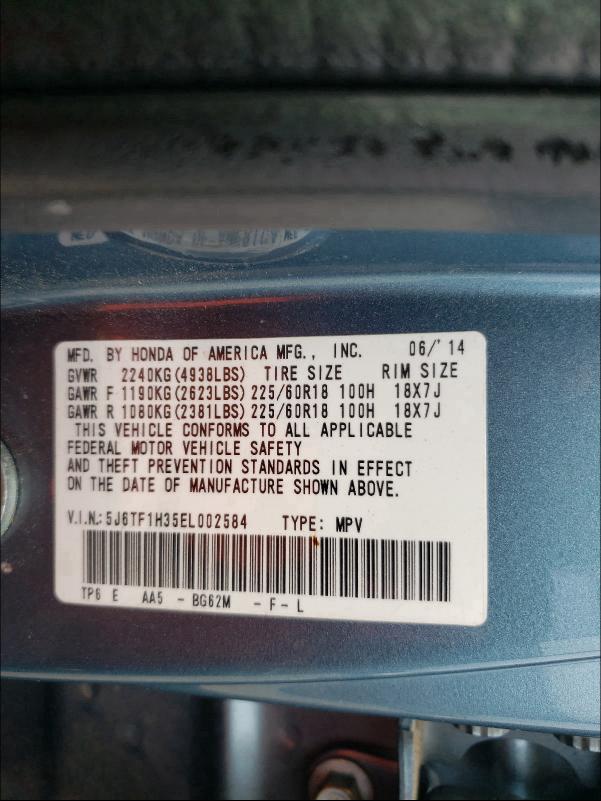 MFD. BY HONDA OF AMERICA MFG., INC. 06/'14
GVWR 2240KG(4938LBS) TIRE SIZE RIM SIZE
GAWR F 1190KG(2623LBS) 225/60R18 100H 18X7J
GAWR R 1080KG(2381LBS) 225/60R18 100H 18X7J
THIS VEHICLE CONFORMS TO ALL APPLICABLE
FEDERAL MOTOR VEHICLE SAFETY
AND THEFT PREVENTION STANDARDS IN EFFECT
ON THE DATE OF MANUFACTURE SHOWN ABOVE.
V.I.N.: 5J6TF1H35EL002584 TYPE: MPV
TP6 E AA5 - BG62M - F - L